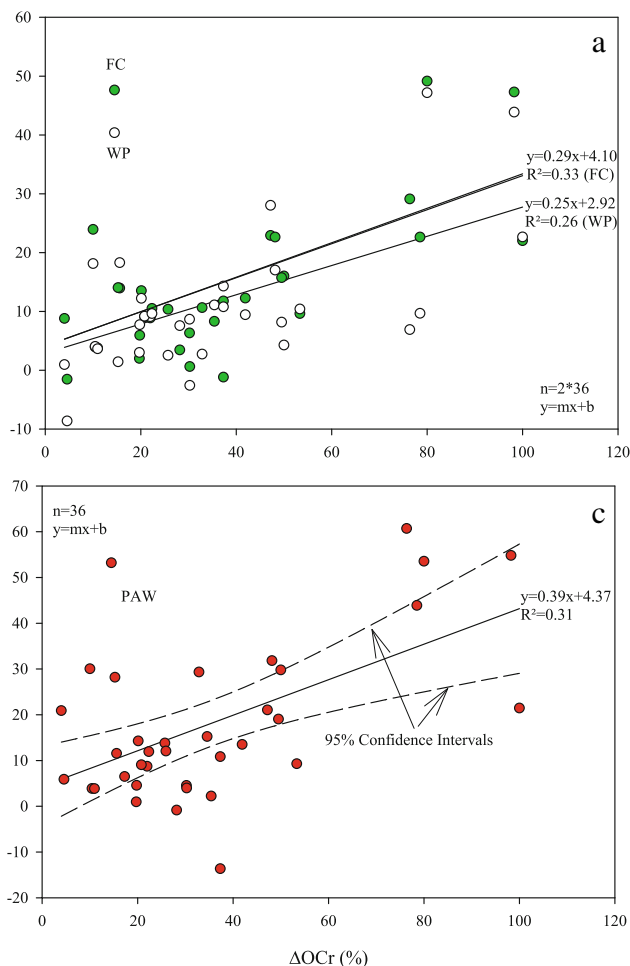 60
a
FC
50
40
WP
30
y=0.29x+4.10
R²=0.33 (FC)
y=0.25x+2.92
R²=0.26 (WP)
20
10
0
n=2*36
y=mx+b
-10
0 20 40 60 80 100 120
70
n=36
y=mx+b
c
60
50
PAW
y=0.39x+4.37
R²=0.31
40
30
20
95% Confidence Intervals
10
0
-10
-20
0 20 40 60 80 100 120
ΔOCr (%)